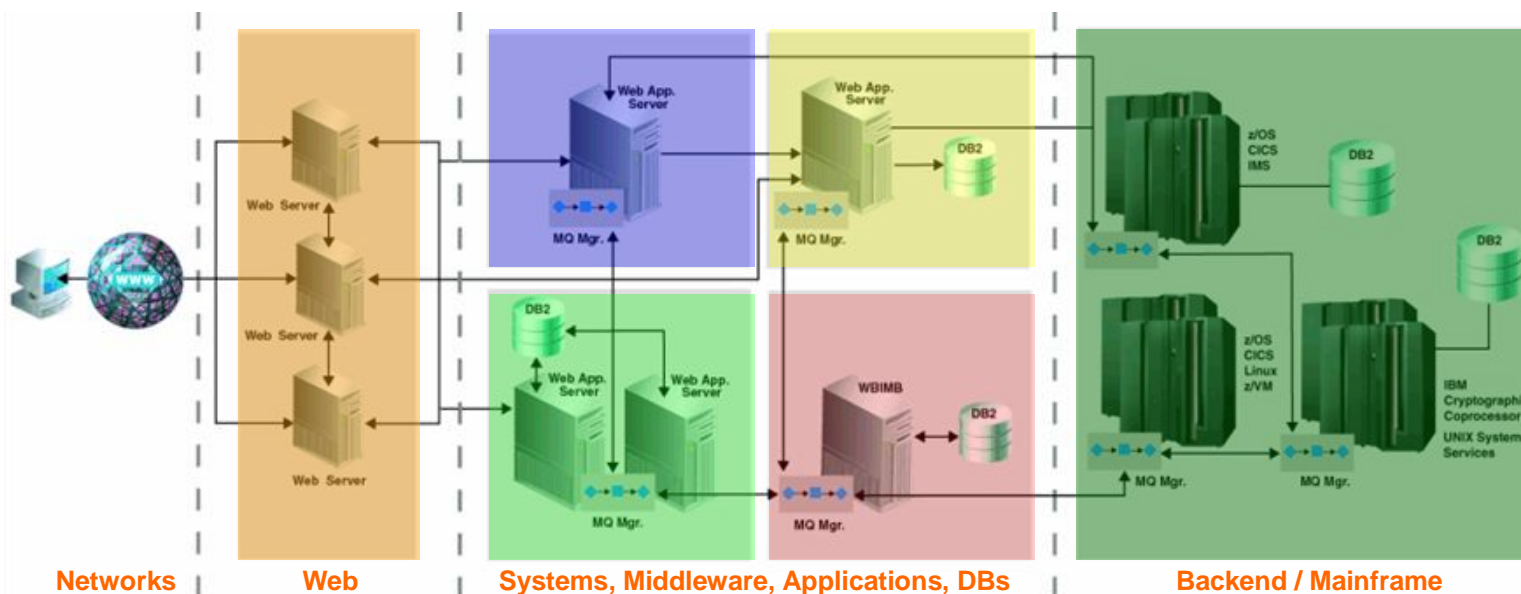 WWW
Web Server
Web Server
Web Server
Web App.
Server
MQ Mgr.
Web App.
Server
DB2
MQ Mgr.
DB2
Web App.
Server
Web App.
Server
MQ Mgr.
WBIMB
DB2
MQ Mgr.
z/OS
CICS
IMS
DB2
DB2
z/OS
CICS
Linux
z/VM
MQ Mgr.
IBM
Cryptographi
Coprocessor
UNIX System
Services
MQ Mgr.
Networks
Web
Systems, Middleware, Applications, DBs
Backend / Mainframe